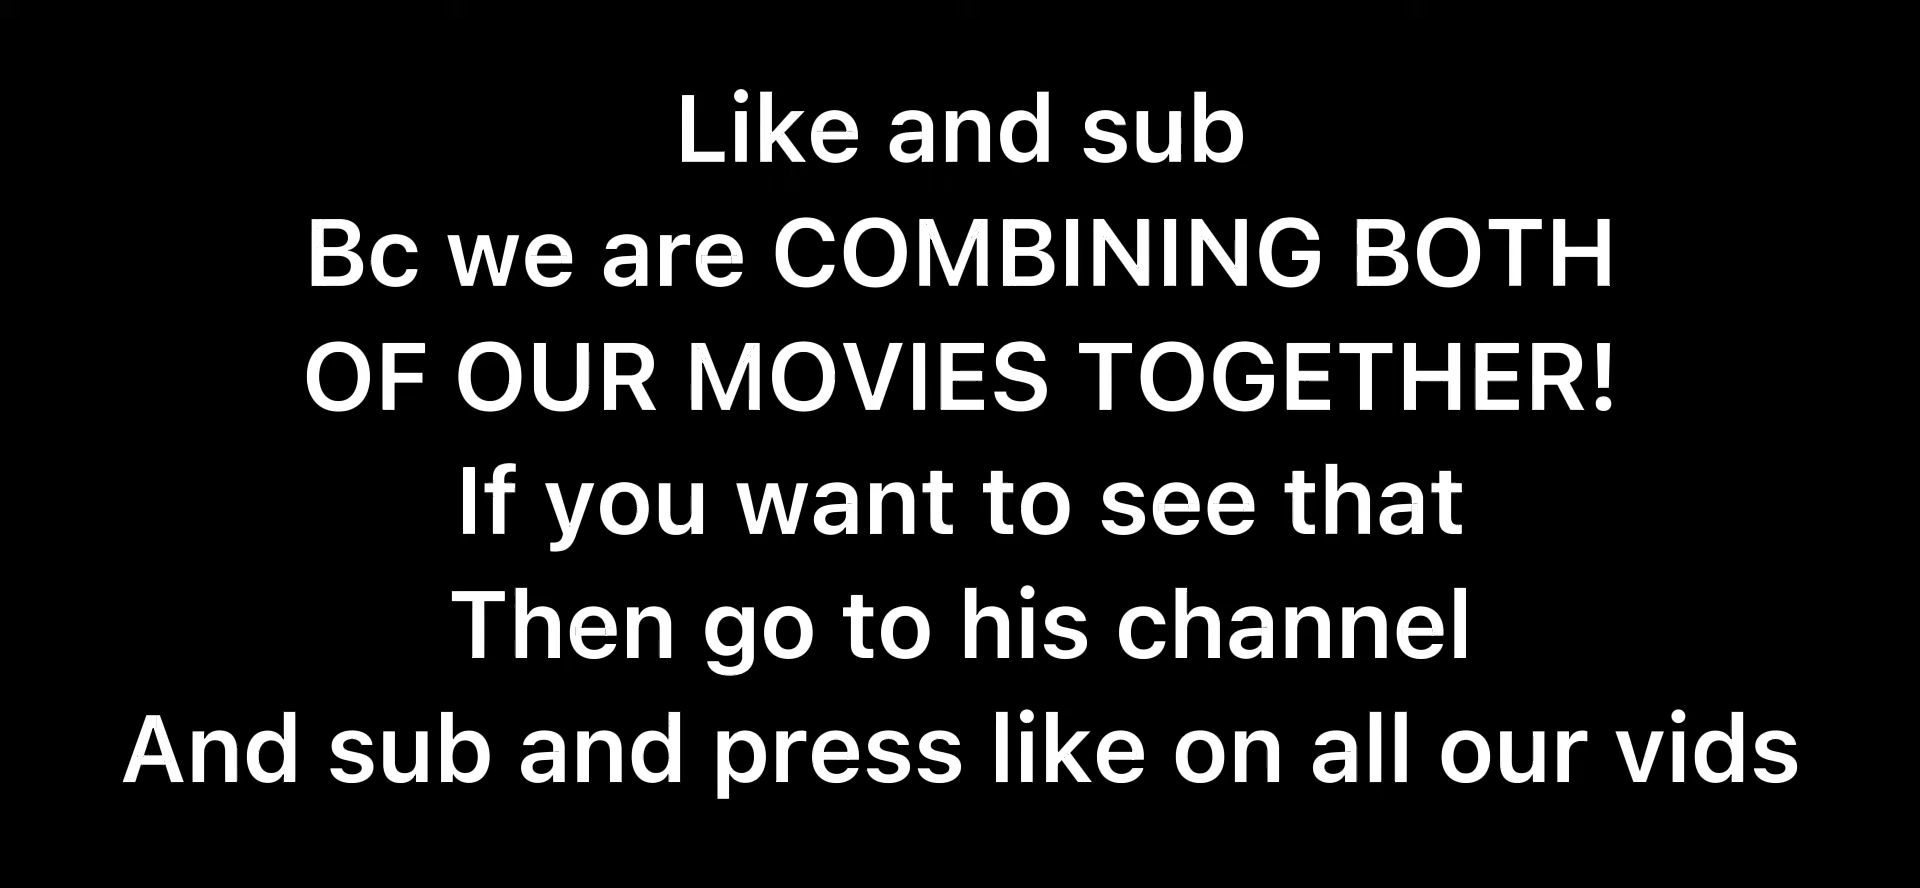 Like and sub
Bc we are COMBINING BOTH
OF OUR MOVIES TOGETHER!
If you want to see that
Then go to his channel
And sub and press like on all our vids